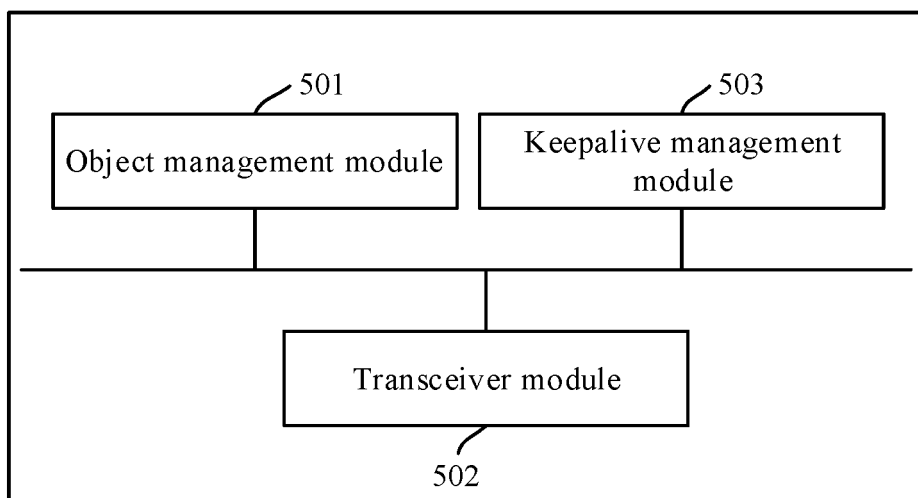 501
503
Object management module
Keepalive management
module
Transceiver module
502